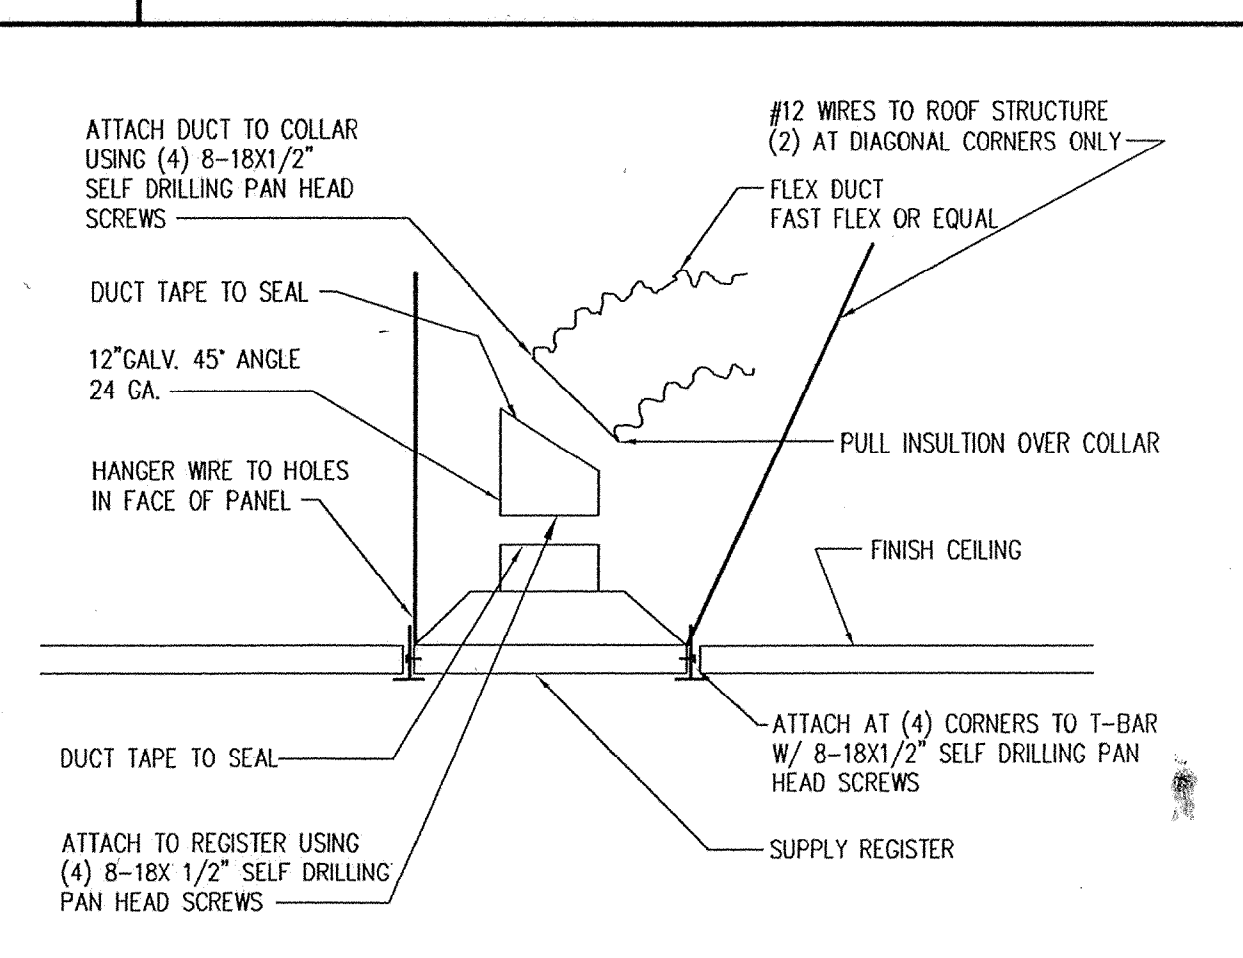 ATTACH DUCT TO COLLAR
USING (4) 8-18X1/2"
SELF DRILLING PAN HEAD
SCREWS
#12 WIRES TO ROOF STRUCTURE
(2) AT DIAGONAL CORNERS ONLY
FLEX DUCT
FAST FLEX OR EQUAL
DUCT TAPE TO SEAL
12"GALV. 45° ANGLE
24 GA.
HANGER WIRE TO HOLES
IN FACE OF PANEL
PULL INSULTION OVER COLLAR
FINISH CEILING
ATTACH AT (4) CORNERS TO T-BAR
W/ 8-18X1/2" SELF DRILLING PAN
HEAD SCREWS
DUCT TAPE TO SEAL
ATTACH TO REGISTER USING
(4) 8-18X 1/2" SELF DRILLING
PAN HEAD SCREWS
SUPPLY REGISTER